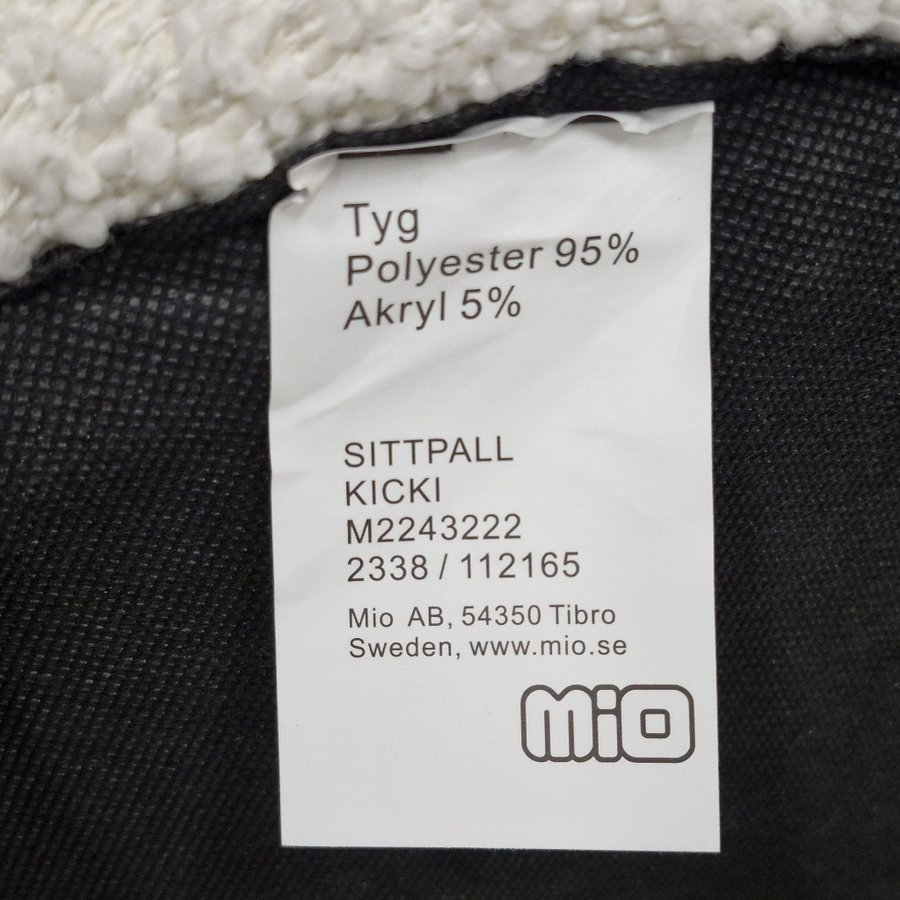 Tyg
Polyester 95%
Akryl 5%
SITTPALL
KICKI
M2243222
2338 / 112165
Mio AB, 54350 Tibro
Sweden, www.mio.se
mio